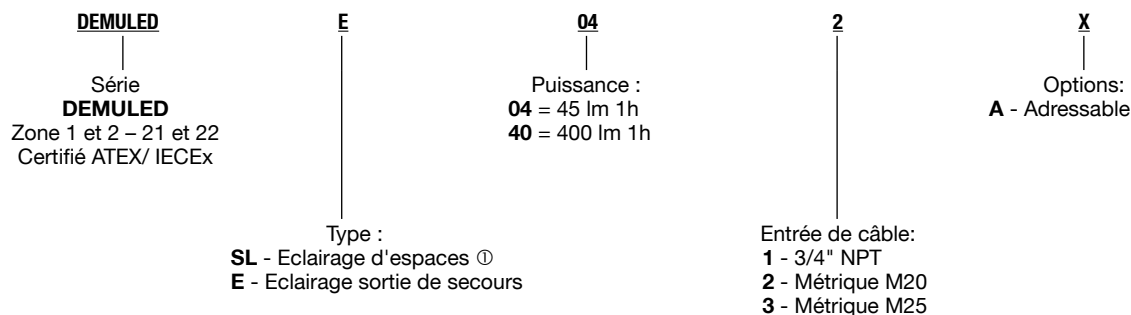 DEMULED E 04 2 X
Série
DEMULED
Zone 1 et 2 – 21 et 22
Certifié ATEX/ IECEx
Type :
SL - Eclairage d'espaces ①
E - Eclairage sortie de secours
Puissance :
04 = 45 lm 1h
40 = 400 lm 1h
Entrée de câble:
1 - 3/4" NPT
2 - Métrique M20
3 - Métrique M25
Options:
A - Adressable